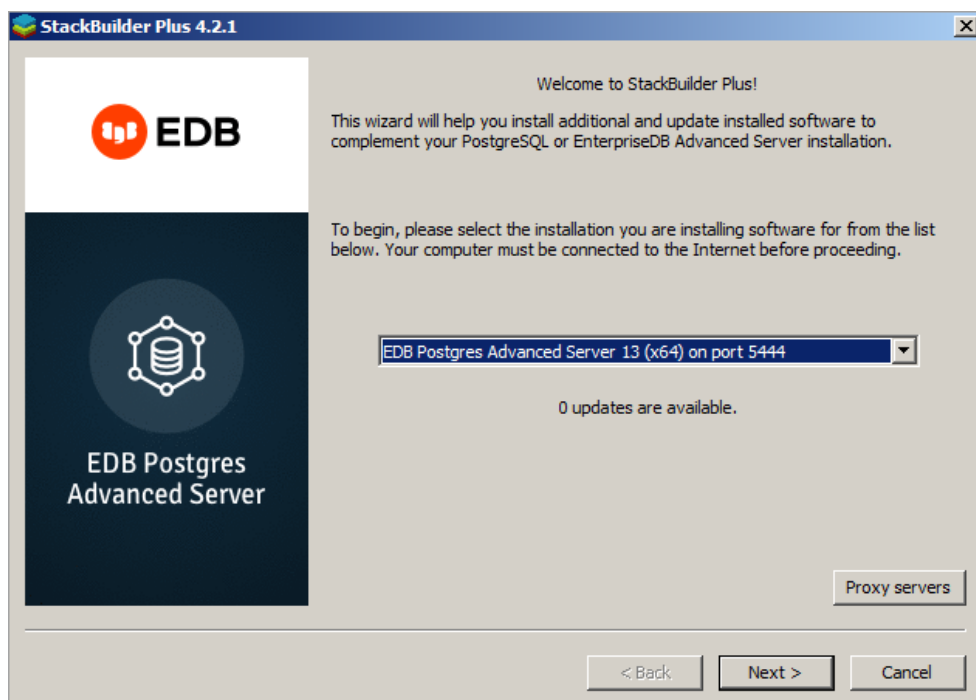 StackBuilder Plus 4.2.1
EDB
EDB Postgres
Advanced Server
Welcome to StackBuilder Plus!
This wizard will help you install additional and update installed software to
complement your PostgreSQL or EnterpriseDB Advanced Server installation.
To begin, please select the installation you are installing software for from the list
below. Your computer must be connected to the Internet before proceeding.
EDB Postgres Advanced Server 13 (x64) on port 5444
0 updates are available.
Proxy servers
< Back
Next >
Cancel